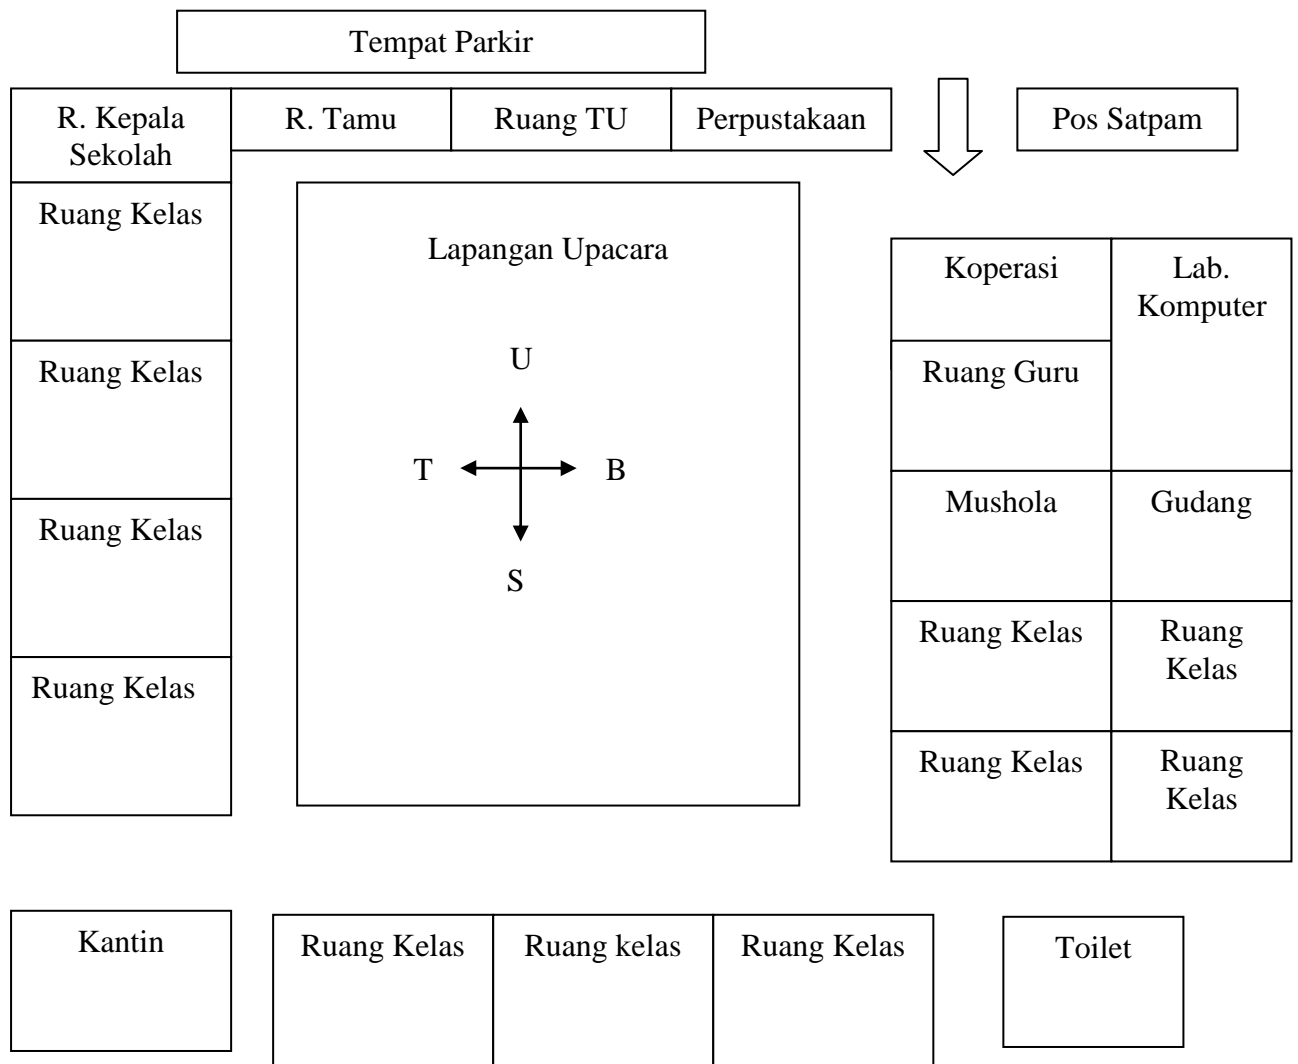 Tempat Parkir
R. Kepala
Sekolah
R. Tamu
Ruang TU
Perpustakaan
Pos Satpam
Ruang Kelas
Ruang Kelas
Ruang Kelas
Ruang Kelas
Lapangan Upacara
U
T
B
S
Koperasi
Lab.
Komputer
Ruang Guru
Mushola
Gudang
Ruang Kelas
Ruang
Kelas
Ruang Kelas
Ruang
Kelas
Kantin
Ruang Kelas
Ruang kelas
Ruang Kelas
Toilet